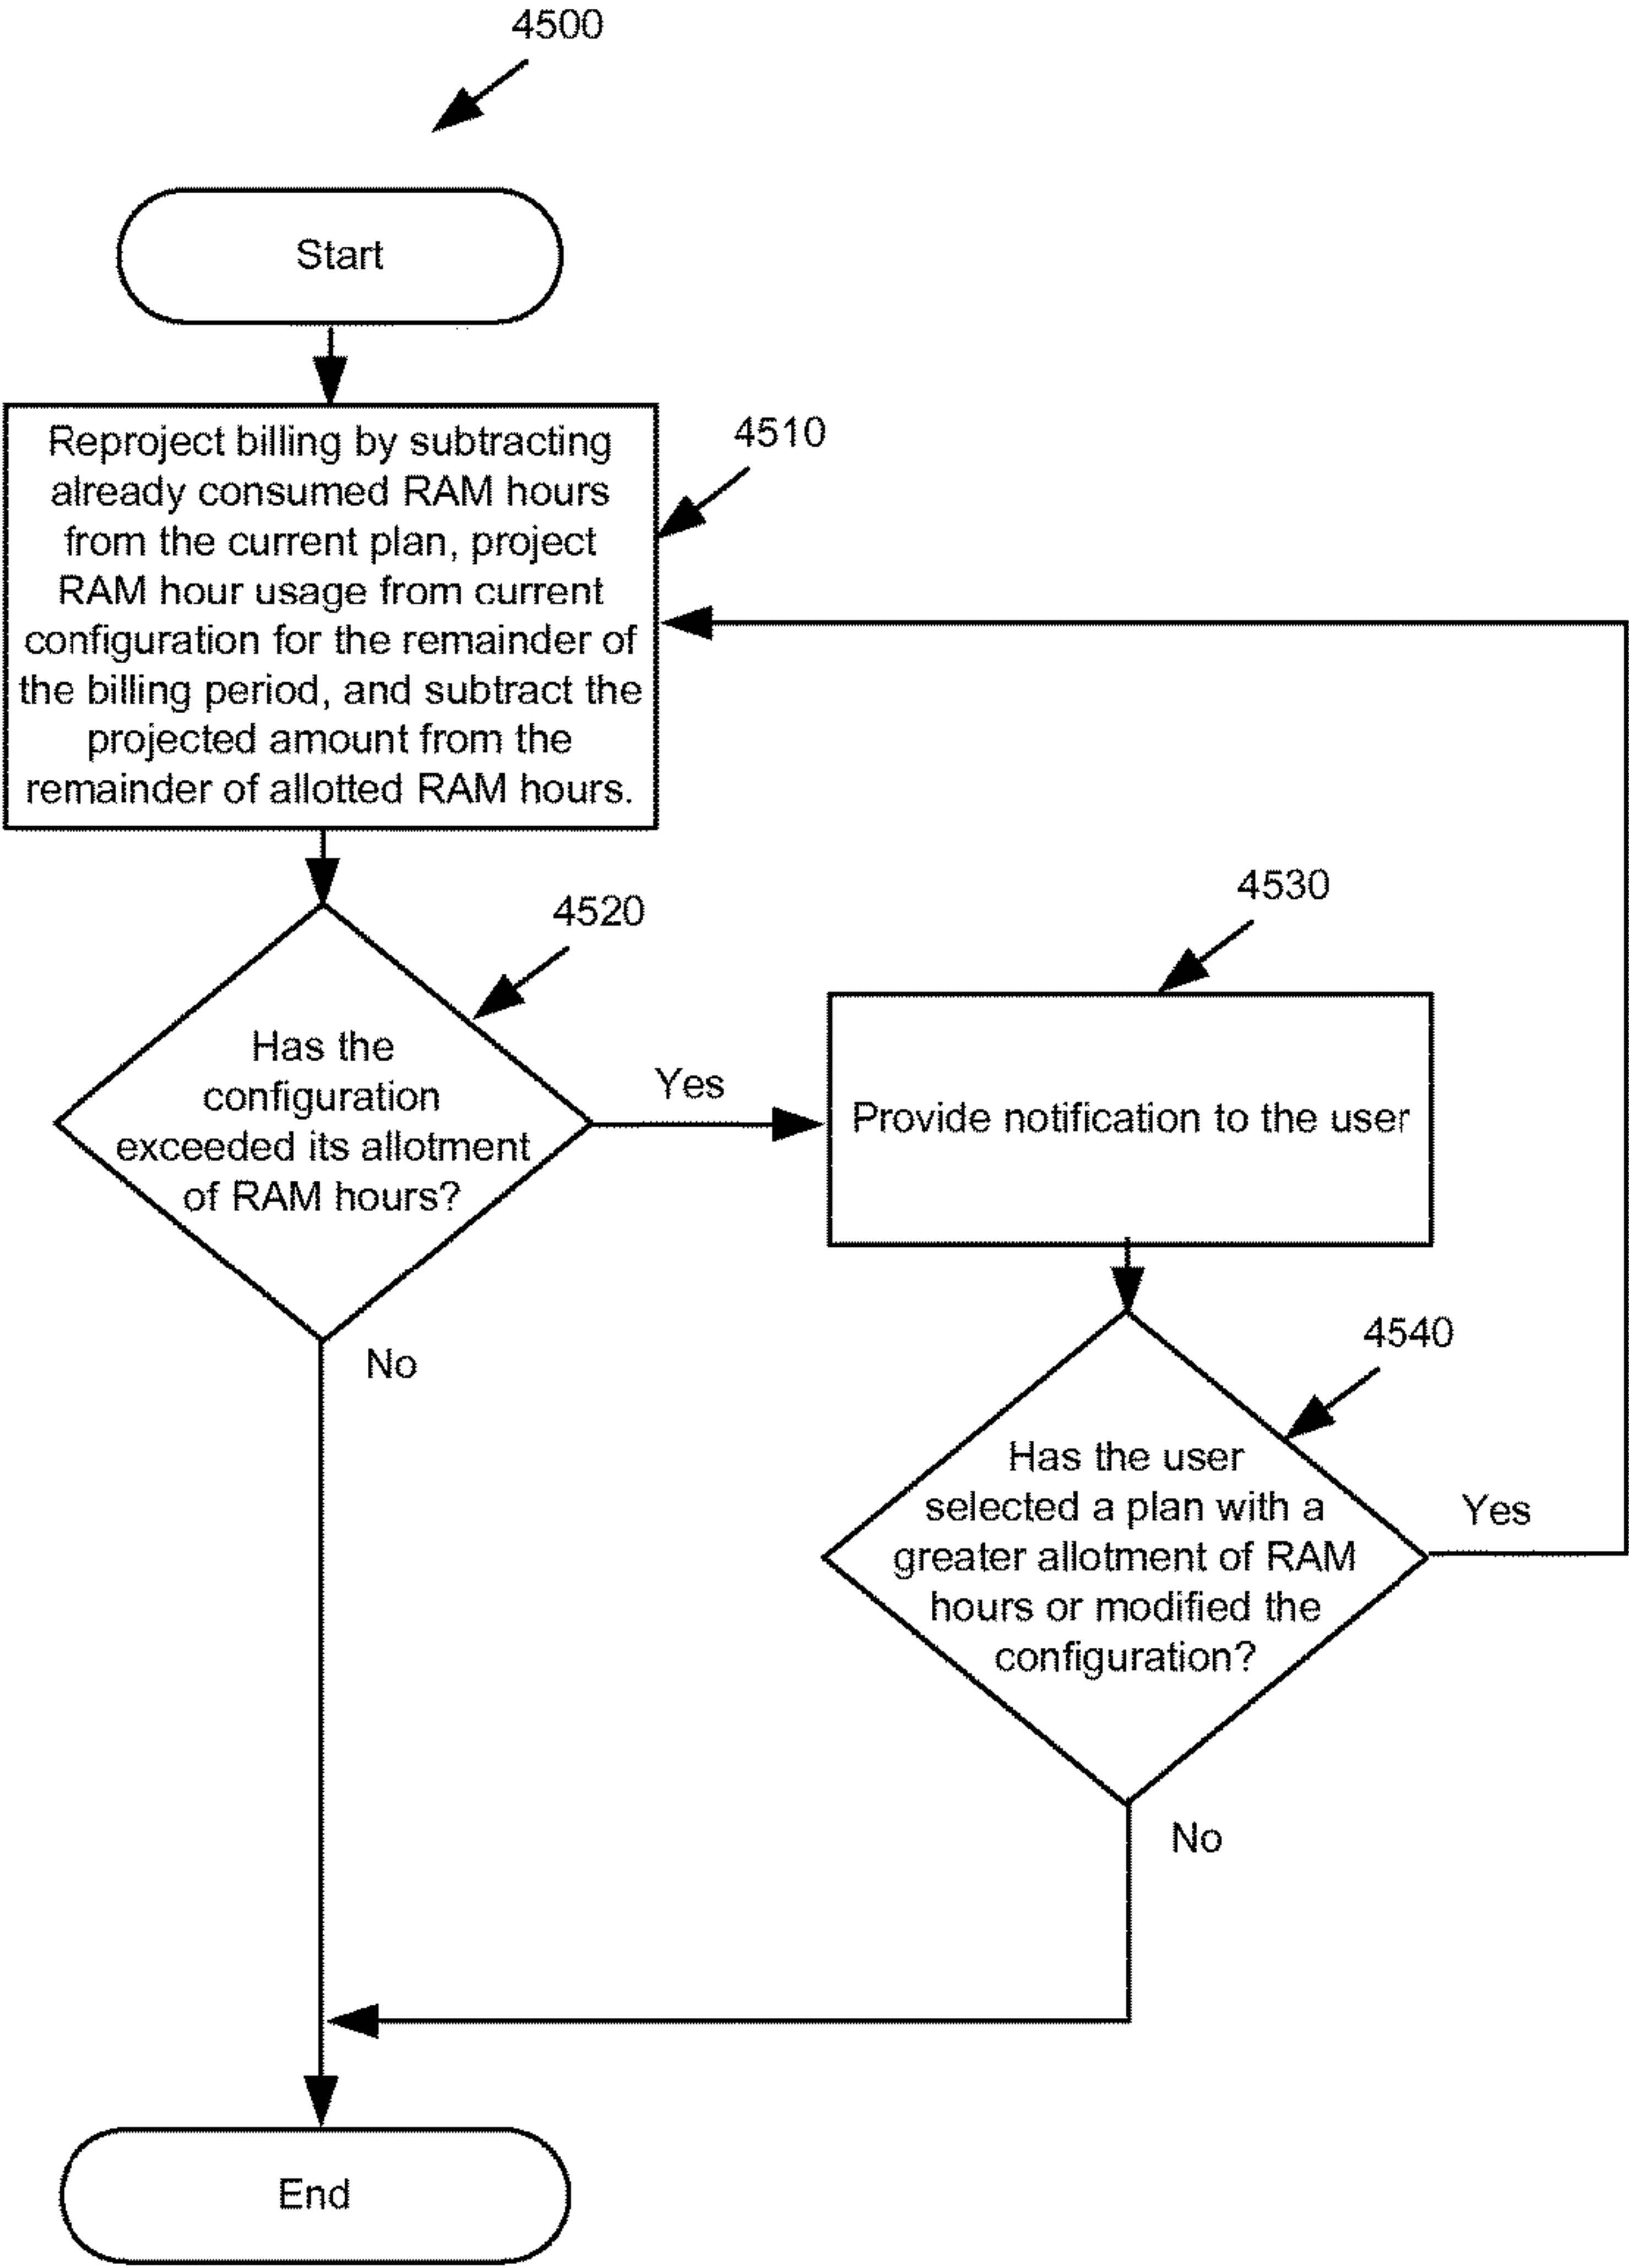 4500
Start
Reproject billing by subtracting
already consumed RAM hours
from the current plan, project
RAM hour usage from current
configuration for the remainder of
the billing period, and subtract the
projected amount from the
remainder of allotted RAM hours.
4510
4520
Has the
configuration
exceeded its allotment
of RAM hours?
Yes
No
4530
Provide notification to the user
4540
Has the user
selected a plan with a
greater allotment of RAM
hours or modified the
configuration?
Yes
No
End